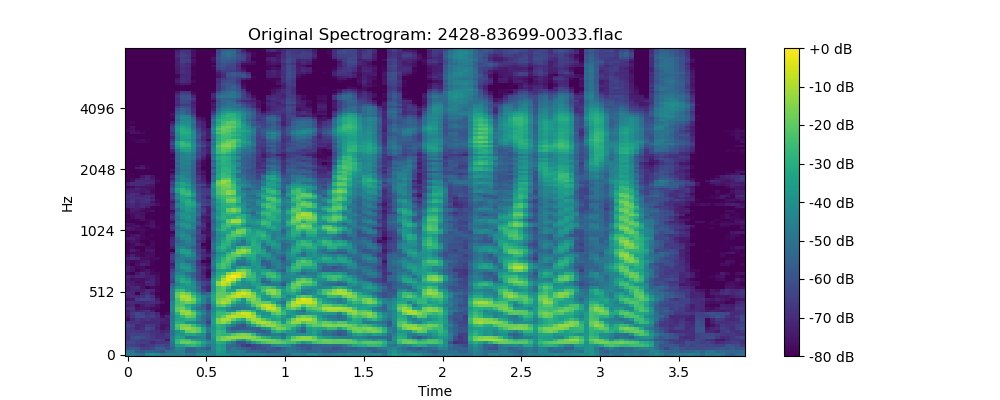 Original Spectrogram: 2428-83699-0033.flac
+0 dB
4096
-10 dB
-20 dB
2048
-30 dB
Hz
1024
-40 dB
-50 dB
512
-60 dB
-70 dB
0
-80 dB
0 0.5 1 1.5 2 2.5 3 3.5
Time